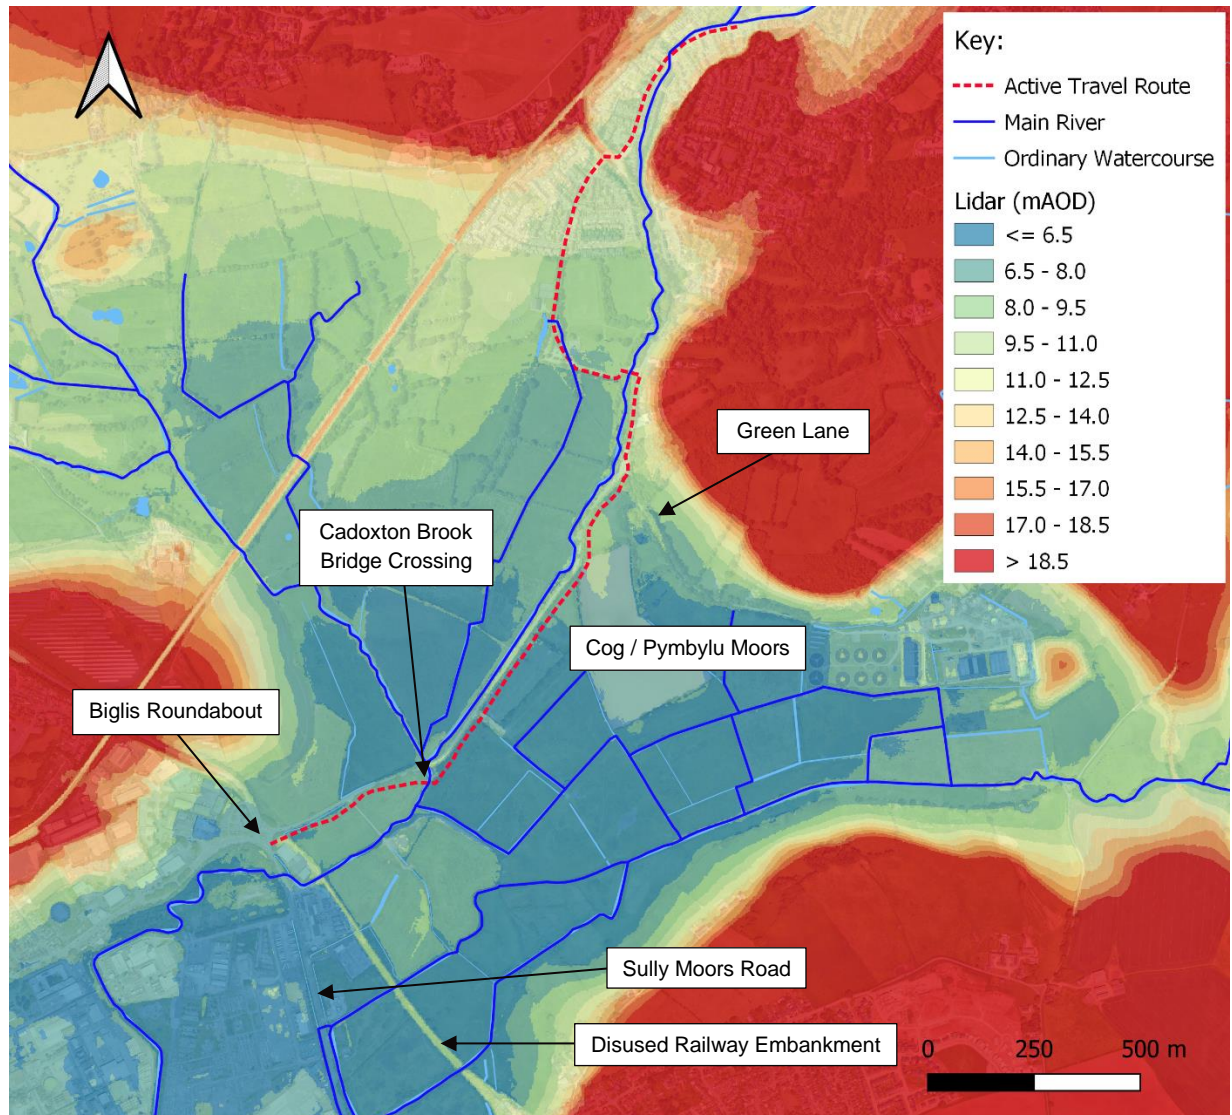 Key:
Active Travel Route
Main River
Ordinary Watercourse
Lidar (mAOD)
<= 6.5
6.5 - 8.0
8.0 - 9.5
9.5 - 11.0
11.0 - 12.5
12.5 - 14.0
14.0 - 15.5
15.5 - 17.0
17.0 - 18.5
> 18.5
Green Lane
Cadoxton Brook
Bridge Crossing
Cog / Pymbylu Moors
Biglis Roundabout
Sully Moors Road
Disused Railway Embankment
0 250 500 m